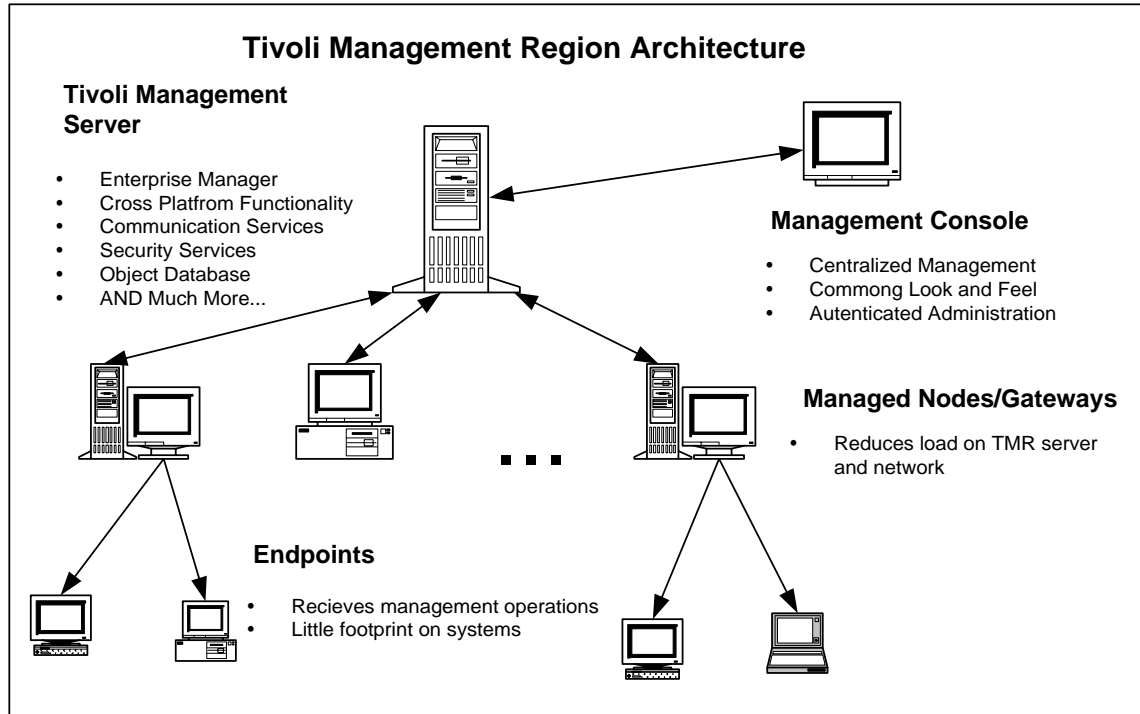 Tivoli Management Region Architecture
Tivoli Management
Server
• Enterprise Manager
• Cross Platfrom Functionality
• Communication Services
• Security Services
• Object Database
• AND Much More...
Management Console
• Centralized Management
• Commong Look and Feel
• Autenticated Administration
Managed Nodes/Gateways
• Reduces load on TMR server
and network
Endpoints
• Recieves management operations
• Little footprint on systems